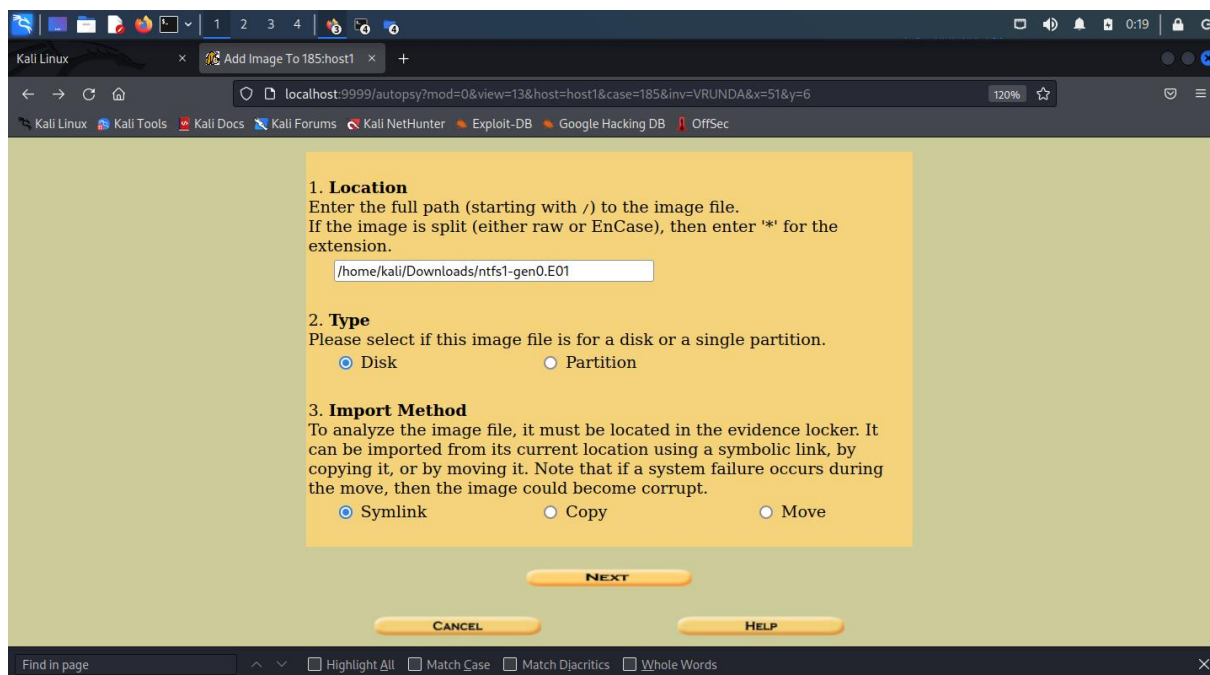 1 2 3 4 3 4 4 0:19 G
Kali Linux × Add Image To 185:host1 × +
localhost:9999/autopsy?mod=0&view=13&host=host1&case=185&inv=VRUNDA&x=51&y=6 120%
Kali Linux Kali Tools Kali Docs Kali Forums Kali NetHunter Exploit-DB Google Hacking DB OffSec
1. Location
Enter the full path (starting with /) to the image file.
If the image is split (either raw or EnCase), then enter '*' for the
extension.
/home/kali/Downloads/ntfs1-gen0.E01
2. Type
Please select if this image file is for a disk or a single partition.
Disk Partition
3. Import Method
To analyze the image file, it must be located in the evidence locker. It
can be imported from its current location using a symbolic link, by
copying it, or by moving it. Note that if a system failure occurs during
the move, then the image could become corrupt.
Symlink Copy Move
NEXT
CANCEL HELP
Find in page Highlight All Match Case Match Diacritics Whole Words